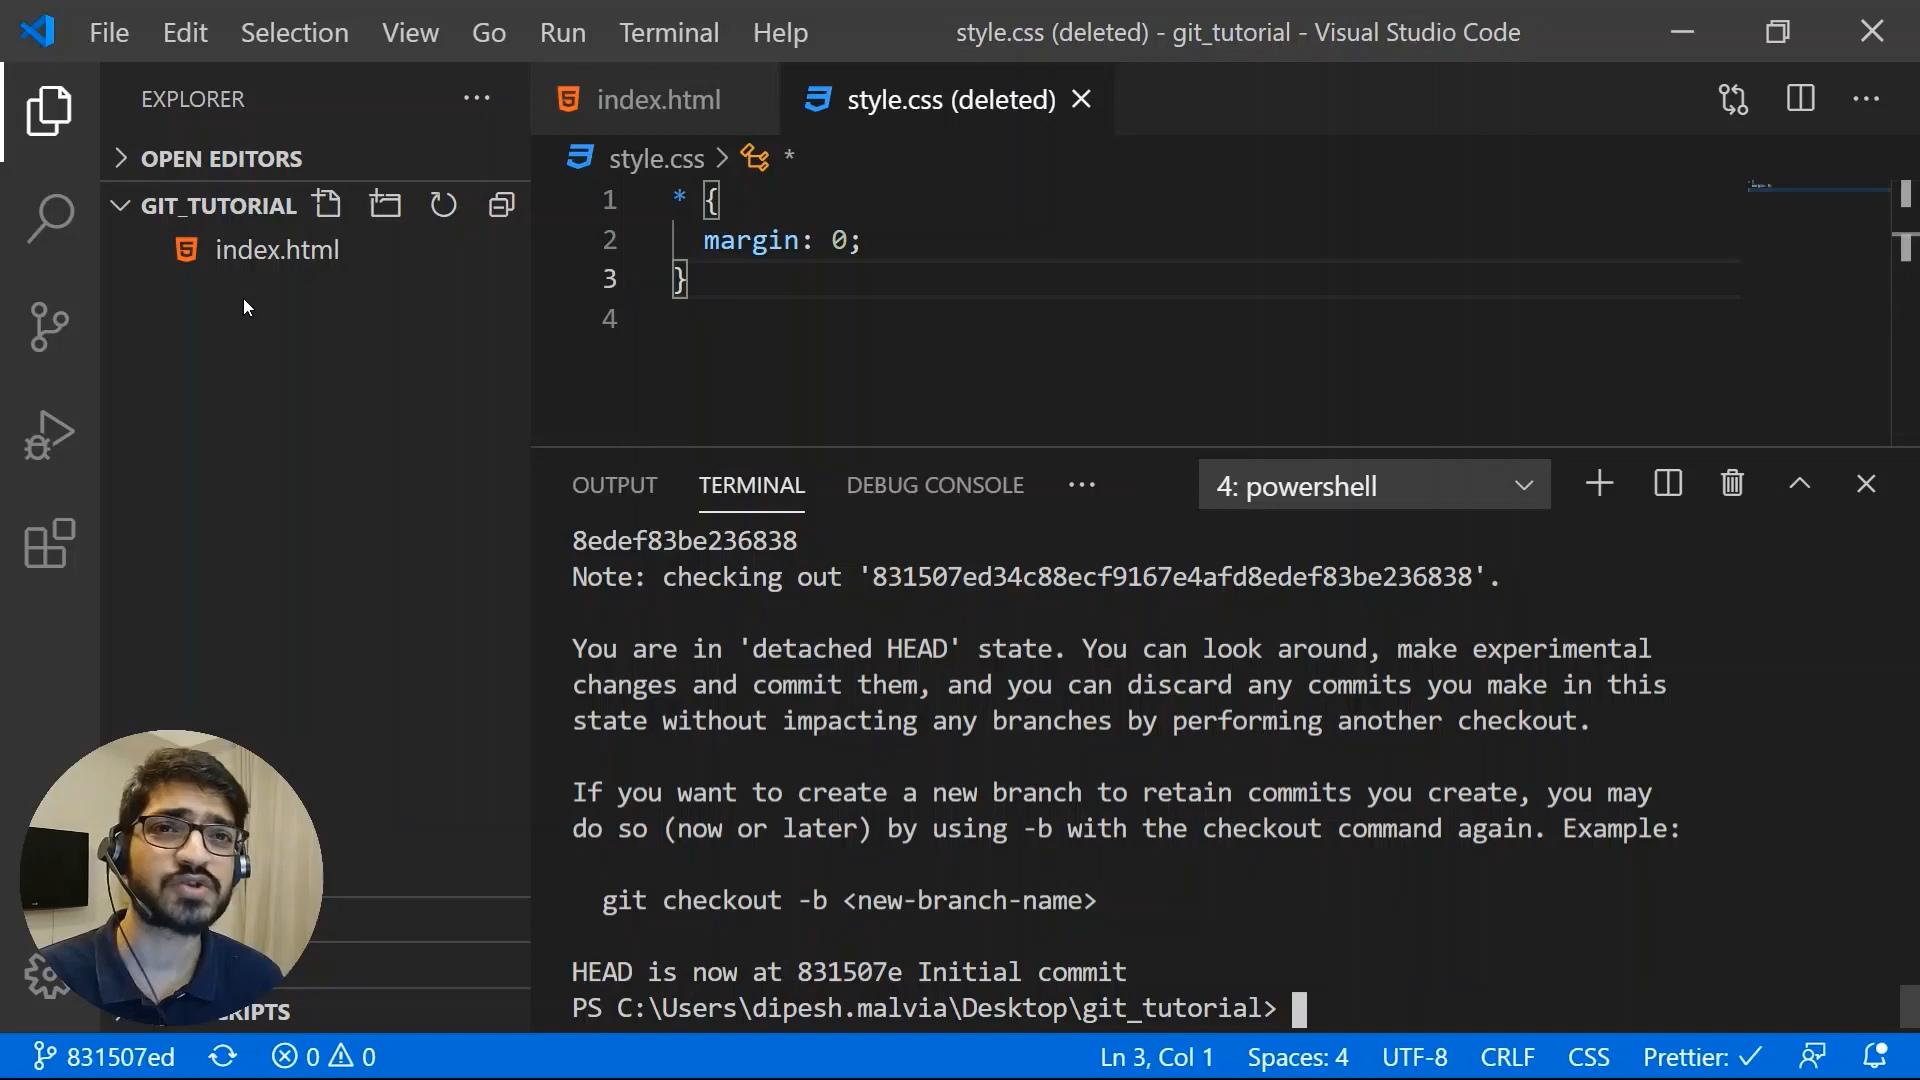 File Edit Selection View Go Run Terminal Help style.css (deleted) - git_tutorial - Visual Studio Code
EXPLORER
OPEN EDITORS
GIT_TUTORIAL
index.html
index.html style.css (deleted)
style.css > *
1 * {
2 margin: 0;
3 }
4
OUTPUT TERMINAL DEBUG CONSOLE 4: powershell
8edef83be236838
Note: checking out '831507ed34c88ecf9167e4afd8edef83be236838'.
You are in 'detached HEAD' state. You can look around, make experimental
changes and commit them, and you can discard any commits you make in this
state without impacting any branches by performing another checkout.
If you want to create a new branch to retain commits you create, you may
do so (now or later) by using -b with the checkout command again. Example:
git checkout -b <new-branch-name>
HEAD is now at 831507e Initial commit
PS C:\Users\dipesh.malvia\Desktop\git_tutorial>
831507ed 0 0 Ln 3, Col 1 Spaces: 4 UTF-8 CRLF CSS Prettier: ✓